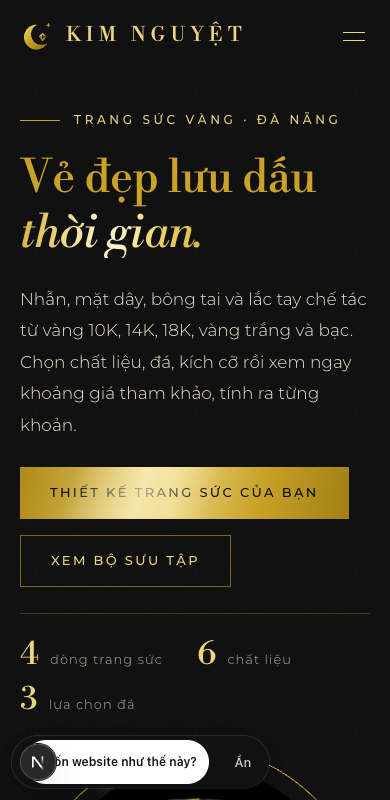 KIM NGUYỆT
TRANG SỨC VÀNG · ĐÀ NẴNG
Vẻ đẹp lưu dấu
thời gian.
Nhẫn, mặt dây, bông tai và lắc tay chế tác
từ vàng 10K, 14K, 18K, vàng trắng và bạc.
Chọn chất liệu, đá, kích cỡ rồi xem ngay
khoảng giá tham khảo, tính ra từng
khoản.
THIẾT KẾ TRANG SỨC CỦA BẠN
XEM BỘ SƯU TẬP
4 dòng trang sức 6 chất liệu
3 lựa chọn đá
N website như thế này? Ẩn